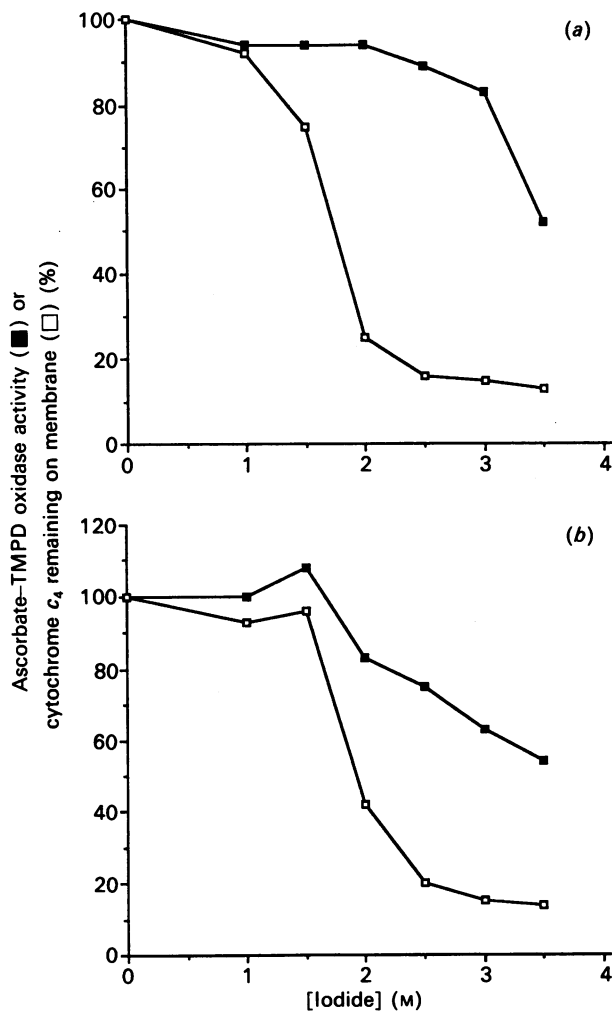 (a)
100
80
60
40
20
0
0 1 2 3 4
Ascorbate–TMPD oxidase activity (■) or
cytochrome c₄ remaining on membrane (□) (%)
(b)
120
100
80
60
40
20
0
0 1 2 3 4
[Iodide] (M)